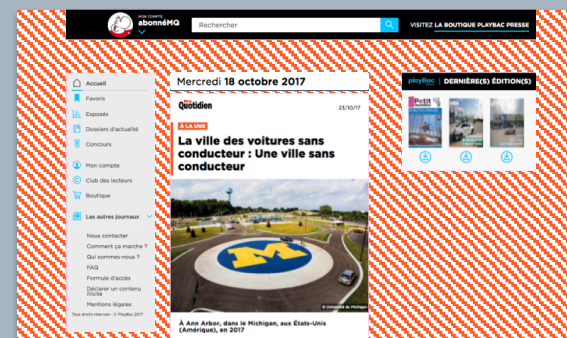 MON COMPTE
abonnéMQ
Rechercher
VISITEZ LA BOUTIQUE PLAYBAC PRESSE
Accueil
Favoris
Exposés
Dossiers d'actualité
Concours
Mon compte
Club des lecteurs
Boutique
Les autres journaux
Nous contacter
Comment ça marche ?
Qui sommes-nous ?
FAQ
Formule d'accès
Déclarer un contenu
illicite
Mentions légales
Tous droits réservés - © PlayBac 2017
Mercredi 18 octobre 2017
Mon
Quotidien
23/10/17
À LA UNE
La ville des voitures sans
conducteur : Une ville sans
conducteur
M
© Université du Michigan
À Ann Arbor, dans le Michigan, aux États-Unis
(Amérique), en 2017
playBac
DERNIÈRE(S) ÉDITION(S)
Petit